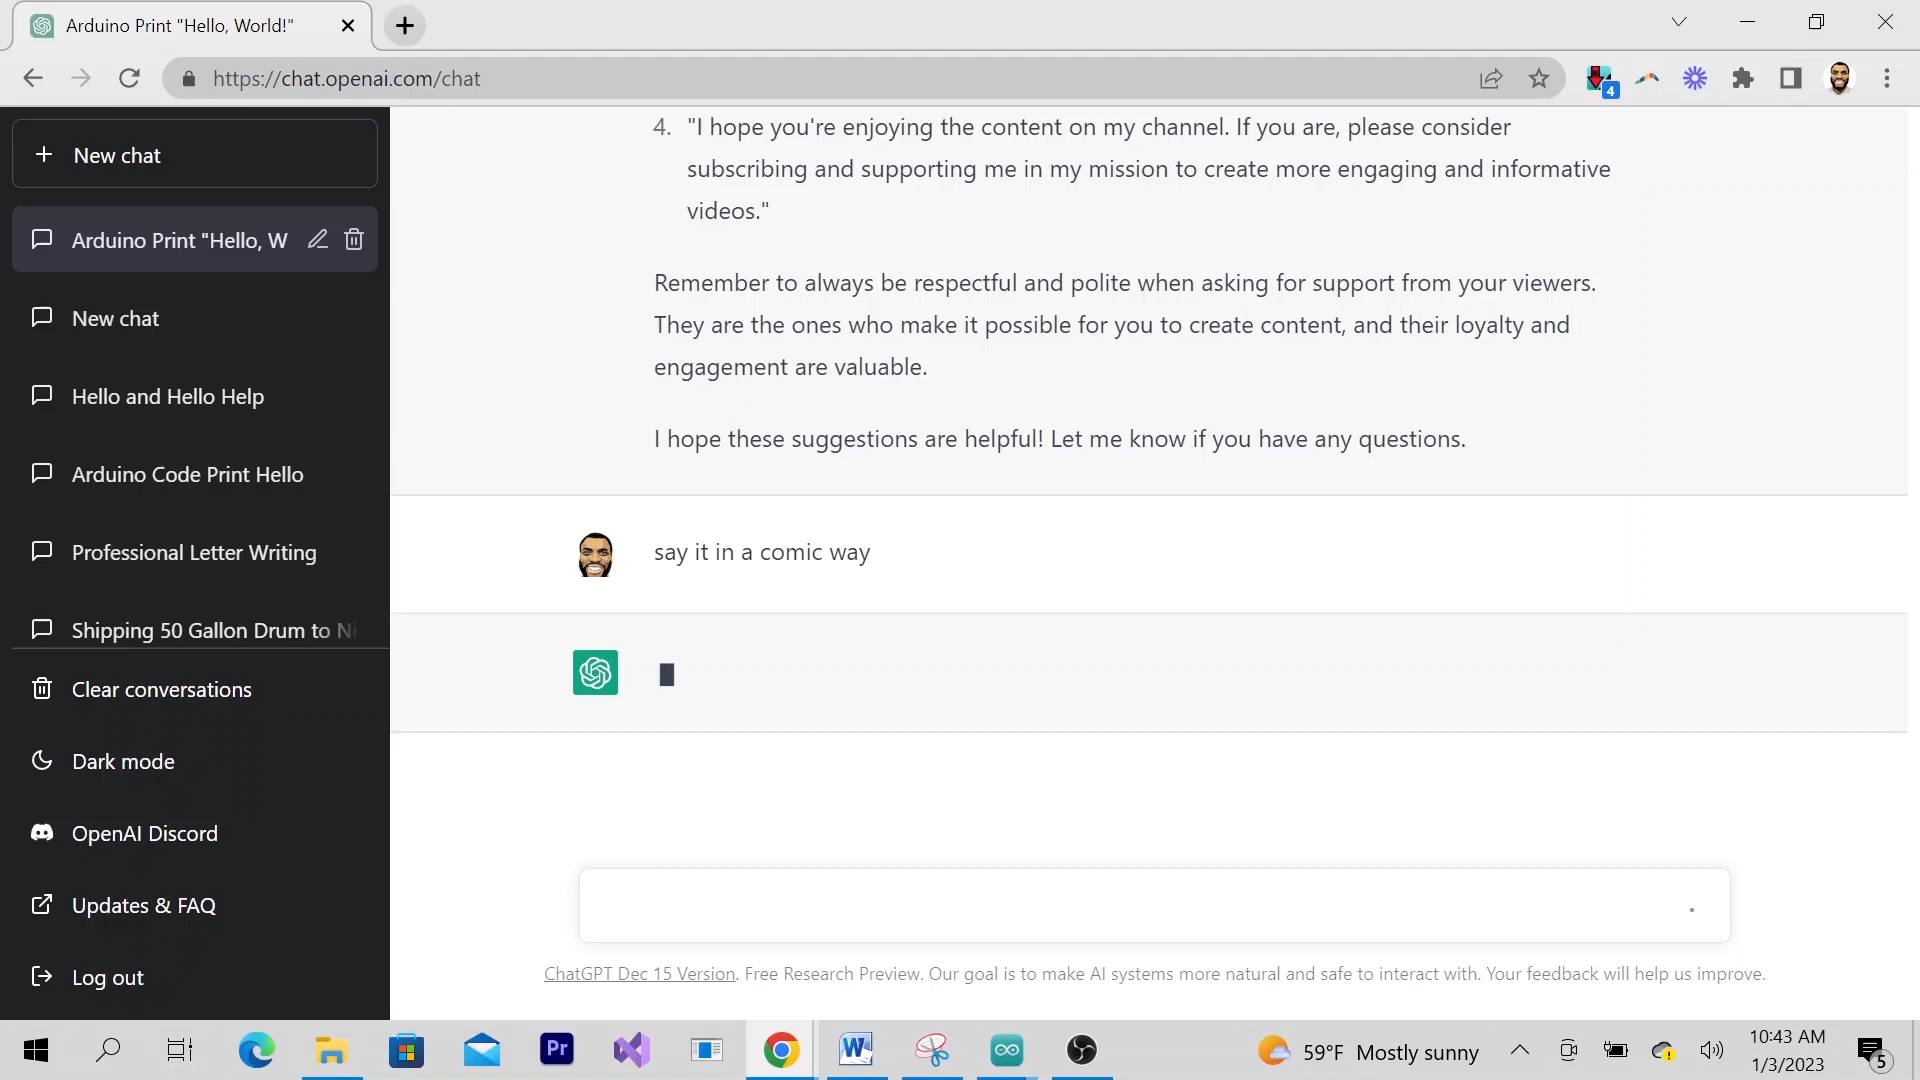 Arduino Print "Hello, World!"
https://chat.openai.com/chat
4
New chat
Arduino Print "Hello, W
New chat
Hello and Hello Help
Arduino Code Print Hello
Professional Letter Writing
Shipping 50 Gallon Drum to Ni
Clear conversations
Dark mode
OpenAI Discord
Updates & FAQ
Log out
4. "I hope you're enjoying the content on my channel. If you are, please consider
subscribing and supporting me in my mission to create more engaging and informative
videos."
Remember to always be respectful and polite when asking for support from your viewers.
They are the ones who make it possible for you to create content, and their loyalty and
engagement are valuable.
I hope these suggestions are helpful! Let me know if you have any questions.
say it in a comic way
ChatGPT Dec 15 Version. Free Research Preview. Our goal is to make AI systems more natural and safe to interact with. Your feedback will help us improve.
Pr
W
59°F Mostly sunny
10:43 AM
1/3/2023
5